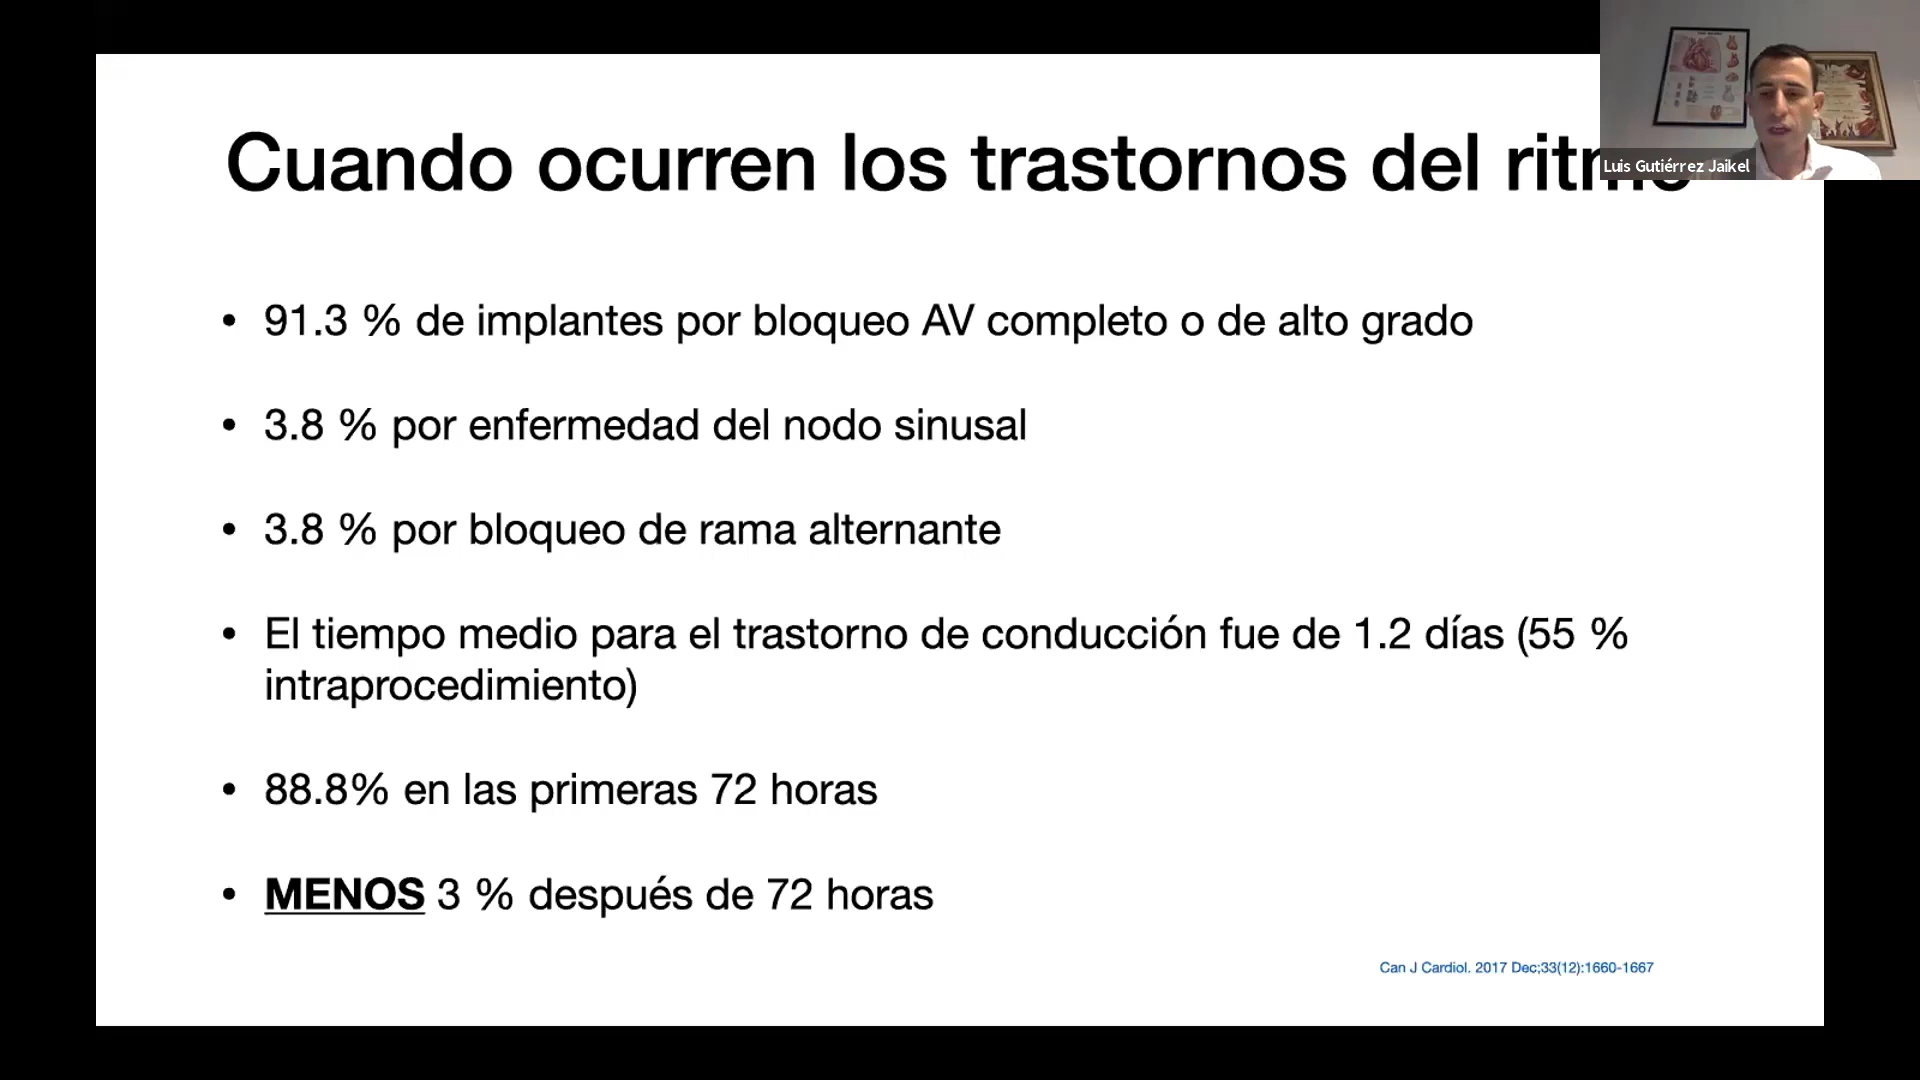 Cuando ocurren los trastornos del ritmo
Luis Gutiérrez Jaikel
• 91.3 % de implantes por bloqueo AV completo o de alto grado
• 3.8 % por enfermedad del nodo sinusal
• 3.8 % por bloqueo de rama alternante
• El tiempo medio para el trastorno de conducción fue de 1.2 días (55 %
intraprocedimiento)
• 88.8% en las primeras 72 horas
• MENOS 3 % después de 72 horas
Can J Cardiol. 2017 Dec;33(12):1660-1667